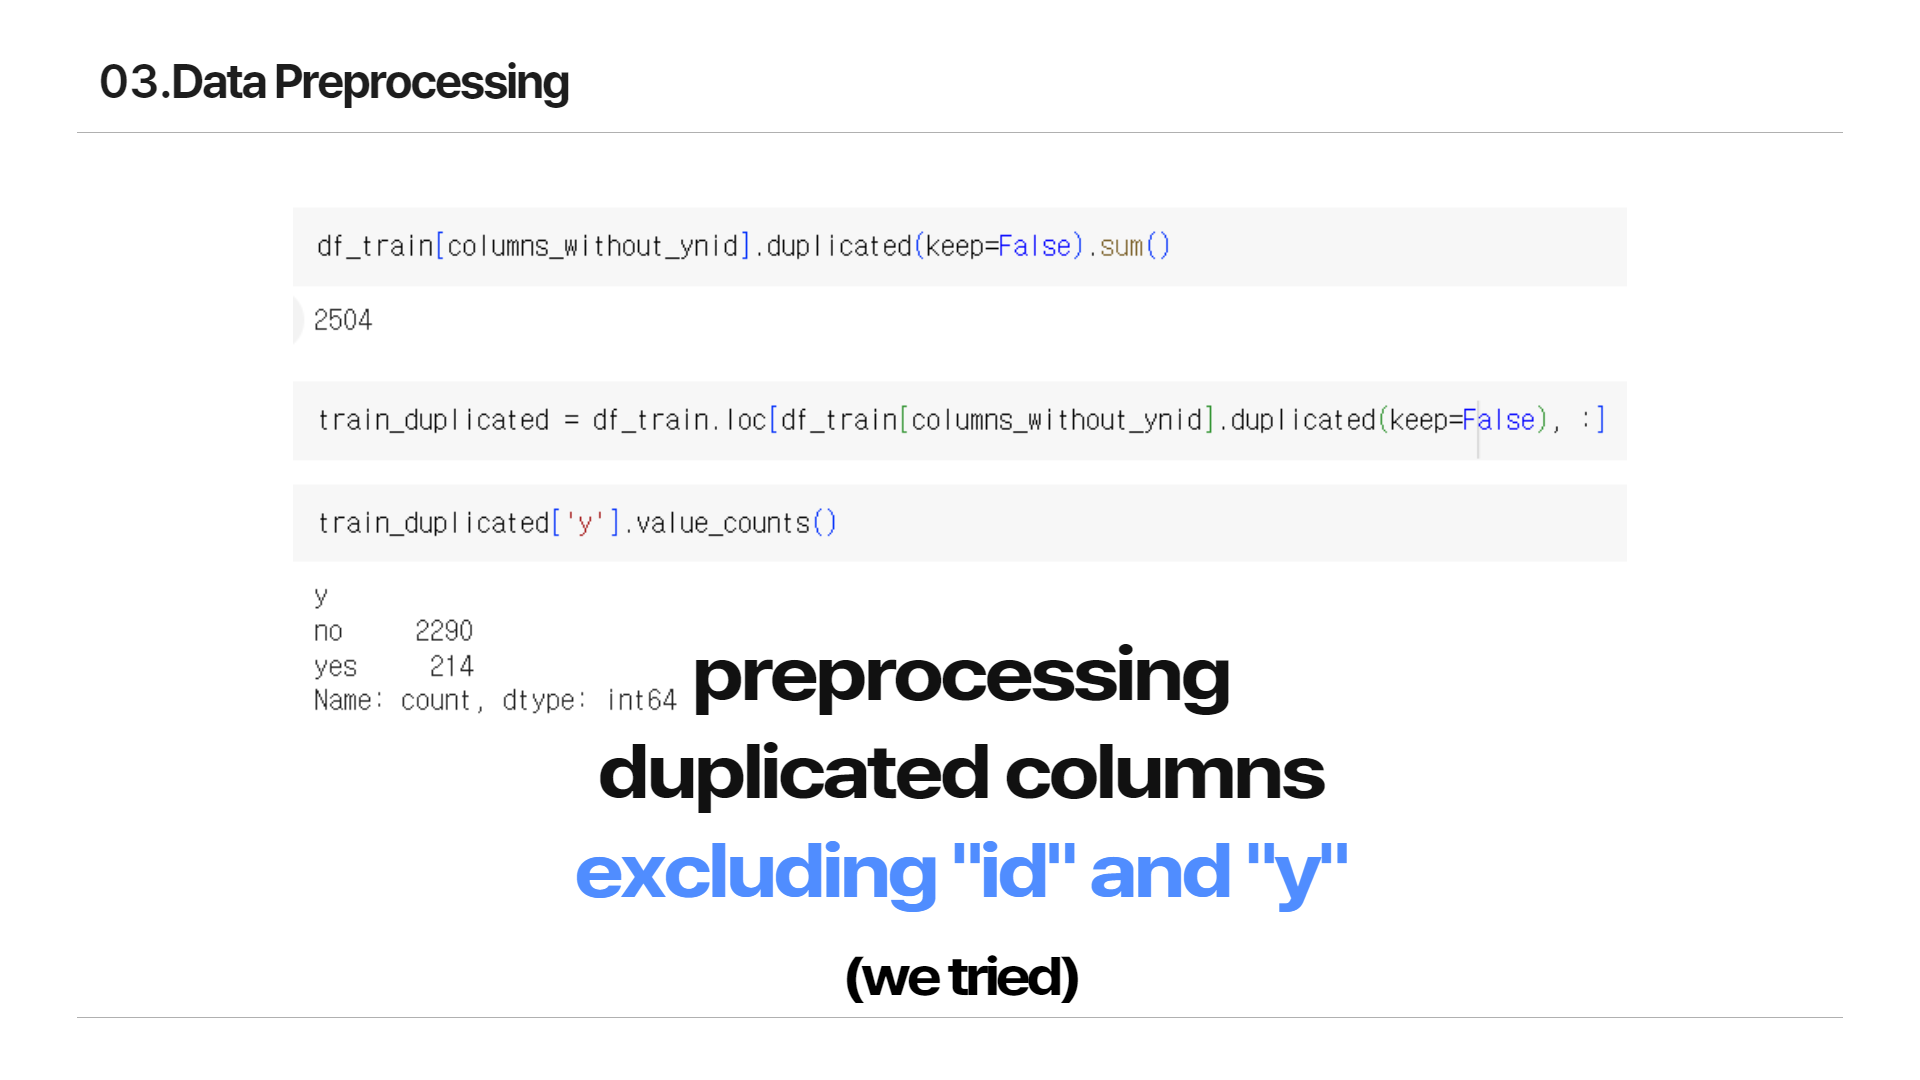 03.Data Preprocessing
df_train[columns_without_ynid].duplicated(keep=False).sum()
2504
train_duplicated = df_train.loc[df_train[columns_without_ynid].duplicated(keep=False), :]
train_duplicated['y'].value_counts()
y
no     2290
yes     214
Name: count, dtype: int64
preprocessing
duplicated columns
excluding "id" and "y"
(we tried)